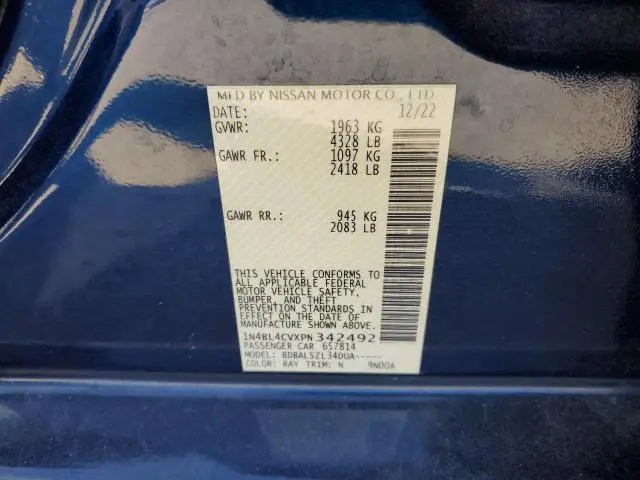 MFD BY NISSAN MOTOR CO., LTD
DATE: 12/22
GVWR: 1963 KG
4328 LB
GAWR FR.: 1097 KG
2418 LB
GAWR RR.: 945 KG
2083 LB
THIS VEHICLE CONFORMS TO
ALL APPLICABLE FEDERAL
MOTOR VEHICLE SAFETY,
BUMPER, AND THEFT
PREVENTION STANDARDS IN
EFFECT ON THE DATE OF
MANUFACTURE SHOWN ABOVE.
1N4BL4CVXPN342492
PASSENGER CAR 657814
MODEL: BDBALSZL34DUA-----
COLOR: RAY TRIM: N 9N00A